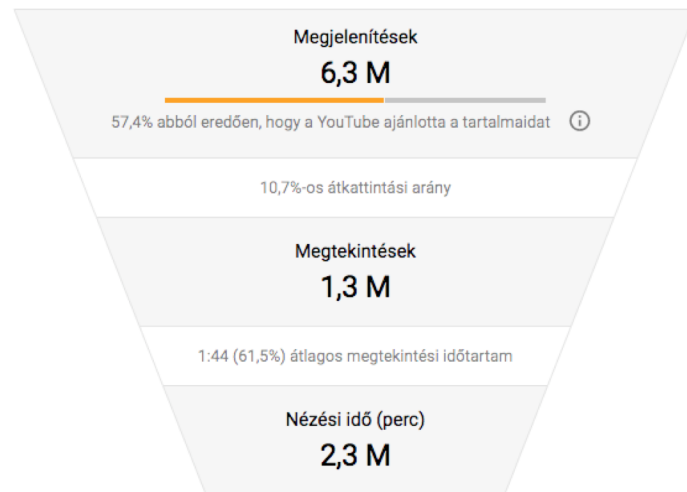 Megjelenítések
6,3 M
57,4% abból eredően, hogy a YouTube ajánlotta a tartalmaidat
10,7%-os átkattintási arány
Megtekintések
1,3 M
1:44 (61,5%) átlagos megtekintési időtartam
Nézési idő (perc)
2,3 M